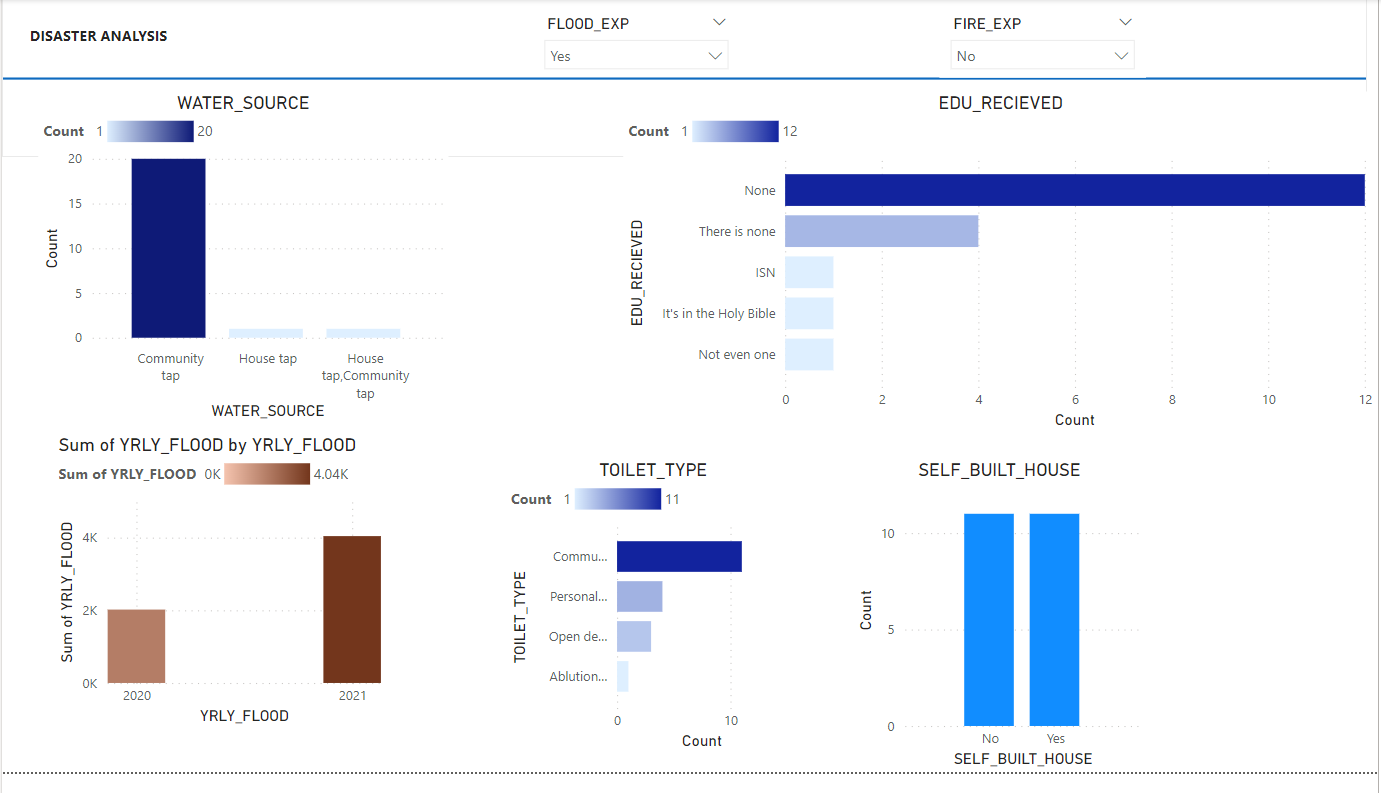 DISASTER ANALYSIS
FLOOD_EXP
Yes
FIRE_EXP
No
WATER_SOURCE
Count 1 20
Count
20
15
10
5
0
Community
tap
House tap
House
tap,Community
tap
WATER_SOURCE
EDU_RECIEVED
Count 1 12
EDU_RECIEVED
None
There is none
ISN
It's in the Holy Bible
Not even one
0 2 4 6 8 10 12
Count
Sum of YRLY_FLOOD by YRLY_FLOOD
Sum of YRLY_FLOOD 0K 4.04K
Sum of YRLY_FLOOD
4K
2K
0K
2020 2021
YRLY_FLOOD
TOILET_TYPE
Count 1 11
TOILET_TYPE
Commu...
Personal...
Open de...
Ablution...
0 10
Count
SELF_BUILT_HOUSE
Count
10
5
0
No Yes
SELF_BUILT_HOUSE